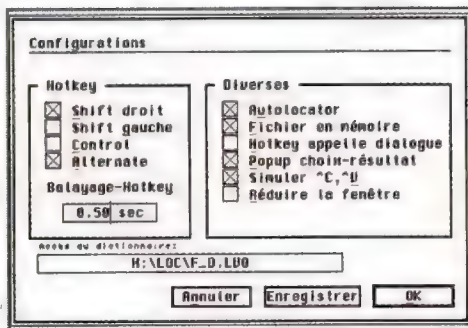 Configurations
Hotkey
Shift droit
Shift gauche
Control
Alternate
Balayage-Hotkey
0.50 sec
Diverses
Autolocator
Fichier en mémoire
Hotkey appelle dialogue
Popup choix-résultat
Simuler ^C,^V
Réduire la fenêtre
Accès au dictionnaire:
H:\LOC\F_D.LUO
Annuler
Enregistrer
OK